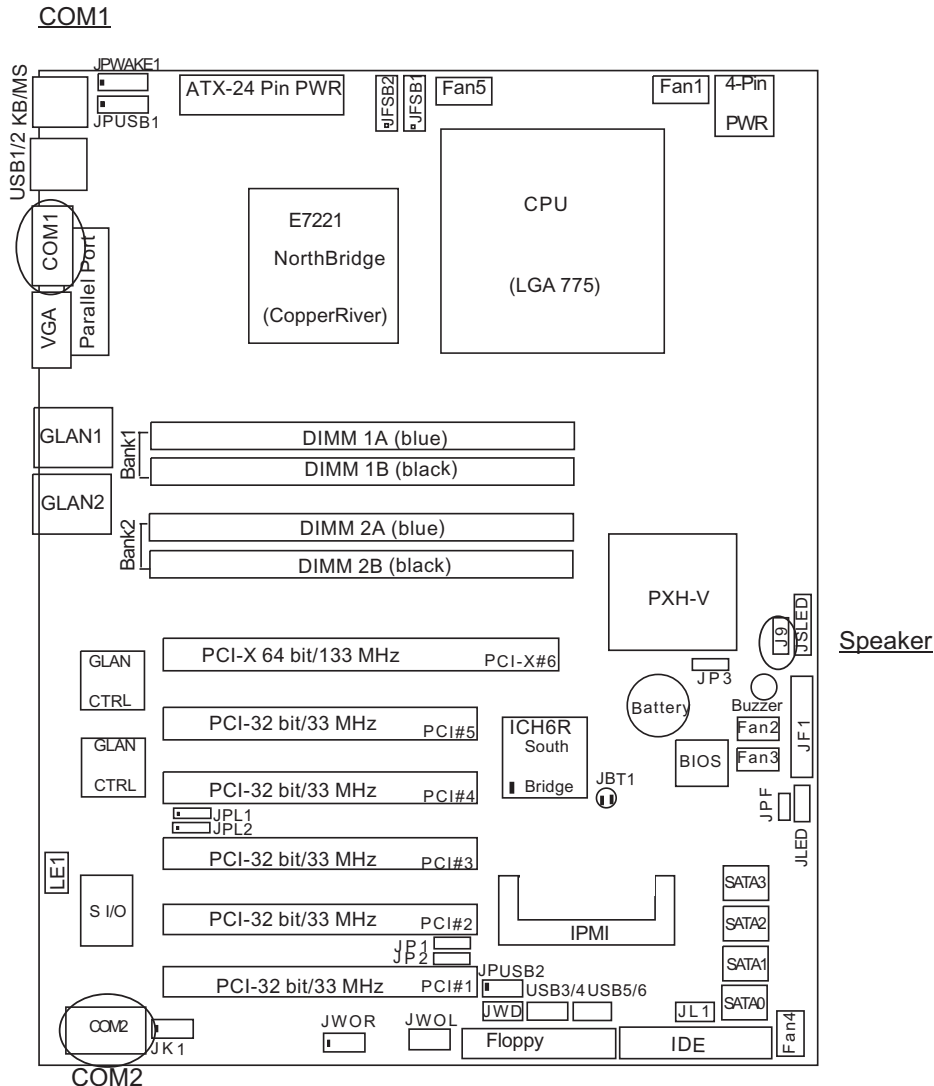 COM1
JPWAKE1
ATX-24 Pin PWR
JFSB2
JFSB1
Fan5
Fan1
4-Pin
PWR
KB/MS
JPUSB1
USB1/2
CPU
(LGA 775)
E7221
NorthBridge
(CopperRiver)
COM1
Parallel Port
VGA
GLAN1
GLAN2
Bank1
DIMM 1A (blue)
DIMM 1B (black)
Bank2
DIMM 2A (blue)
DIMM 2B (black)
PXH-V
J9
JSLED
Speaker
JP3
GLAN
CTRL
PCI-X 64 bit/133 MHz
PCI-X#6
Battery
Buzzer
PCI-32 bit/33 MHz
PCI#5
ICH6R
South
Bridge
Fan2
Fan3
JF1
BIOS
GLAN
CTRL
JBT1
PCI-32 bit/33 MHz
PCI#4
JPF
JLED
JPL1
JPL2
PCI-32 bit/33 MHz
PCI#3
LE1
SATA3
S I/O
PCI-32 bit/33 MHz
PCI#2
IPMI
SATA2
JP1
JP2
SATA1
PCI-32 bit/33 MHz
PCI#1
JPUSB2
USB3/4
USB5/6
SATA0
JWD
JL1
COM2
JK1
JWOR
JWOL
Floppy
IDE
Fan4
COM2